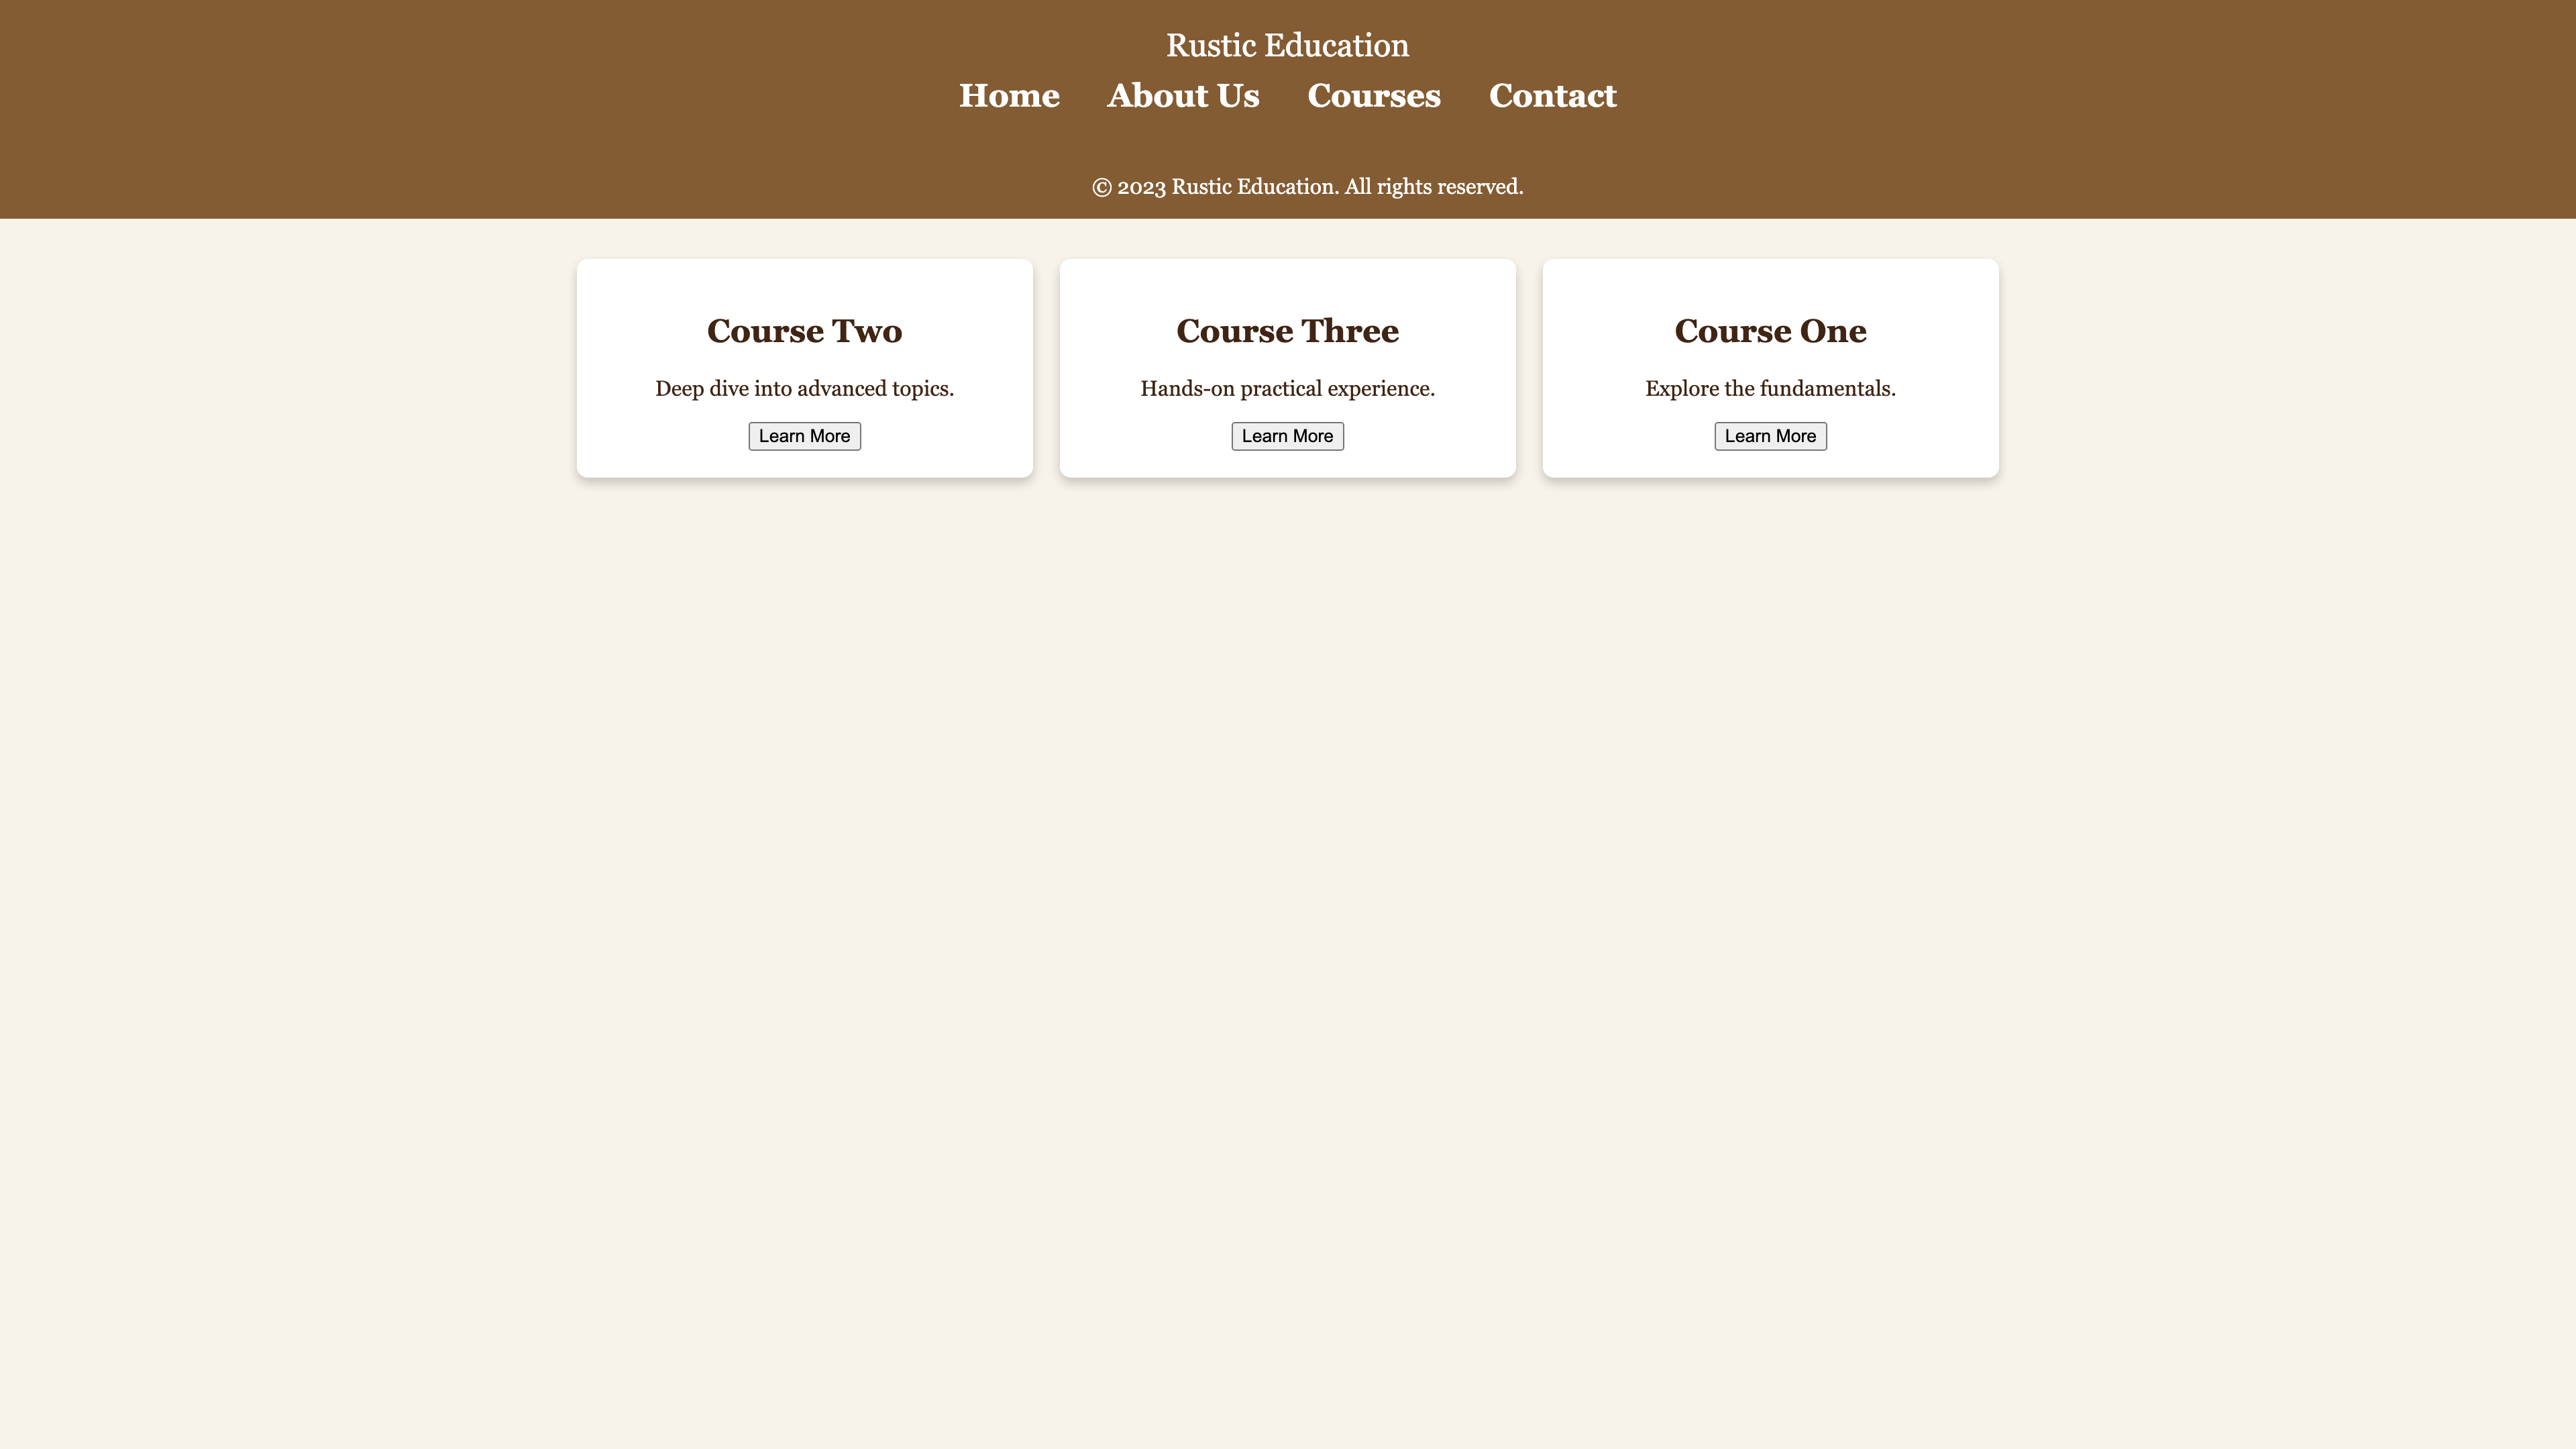 Rustic Education
Home About Us Courses Contact
© 2023 Rustic Education. All rights reserved.
Course Two
Deep dive into advanced topics.
Learn More
Course Three
Hands-on practical experience.
Learn More
Course One
Explore the fundamentals.
Learn More